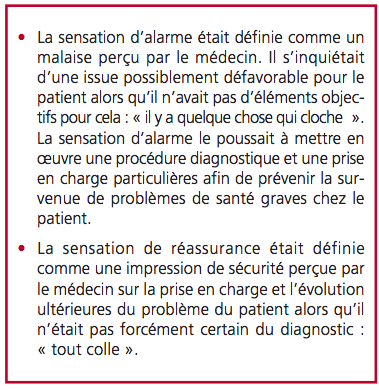 • La sensation d'alarme était définie comme un
malaise perçu par le médecin. Il s'inquiétait
d'une issue possiblement défavorable pour le
patient alors qu'il n'avait pas d'éléments objec-
tifs pour cela : « il y a quelque chose qui cloche ».
La sensation d'alarme le poussait à mettre en
œuvre une procédure diagnostique et une prise
en charge particulières afin de prévenir la sur-
venue de problèmes de santé graves chez le
patient.
• La sensation de réassurance était définie
comme une impression de sécurité perçue par
le médecin sur la prise en charge et l'évolution
ultérieures du problème du patient alors qu'il
n'était pas forcément certain du diagnostic :
« tout colle ».